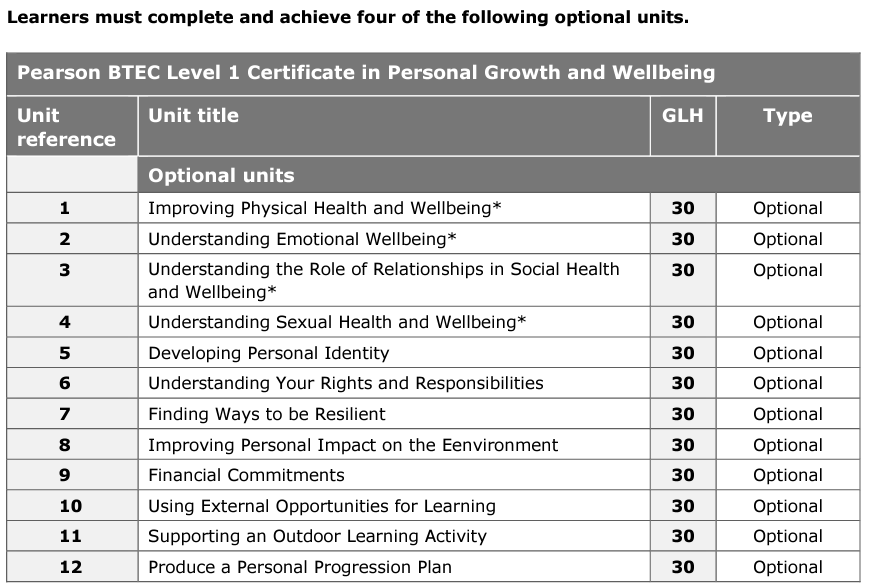 Learners must complete and achieve four of the following optional units.
Pearson BTEC Level 1 Certificate in Personal Growth and Wellbeing
Unit reference Unit title GLH Type
Optional units
1 Improving Physical Health and Wellbeing* 30 Optional
2 Understanding Emotional Wellbeing* 30 Optional
3 Understanding the Role of Relationships in Social Health 30 Optional
and Wellbeing*
4 Understanding Sexual Health and Wellbeing* 30 Optional
5 Developing Personal Identity 30 Optional
6 Understanding Your Rights and Responsibilities 30 Optional
7 Finding Ways to be Resilient 30 Optional
8 Improving Personal Impact on the Eenvironment 30 Optional
9 Financial Commitments 30 Optional
10 Using External Opportunities for Learning 30 Optional
11 Supporting an Outdoor Learning Activity 30 Optional
12 Produce a Personal Progression Plan 30 Optional